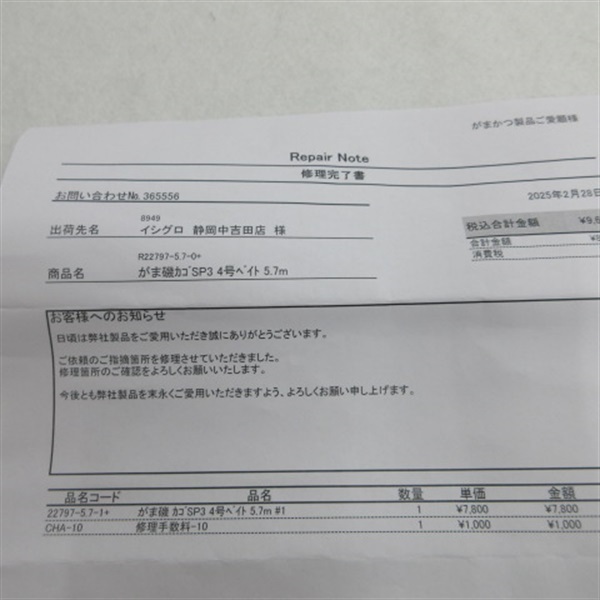 がまかつ製品ご愛顧様
Repair Note
修理完了書
お問い合わせNo. 365556
2025年2月28日
8949
出荷先名 イシグロ 静岡中吉田店 様
税込合計金額
合計金額
消費税
R22797-5.7-0+
商品名 がま磯カゴSP3 4号ベイト 5.7m
お客様へのお知らせ
日頃は弊社製品をご愛用いただき誠にありがとうございます。
ご依頼のご指摘箇所を修理させていただきました。
修理箇所のご確認をよろしくお願いいたします。
今後とも弊社製品を末永くご愛用いただきますよう、よろしくお願い申し上げます。
品名コード 品名 数量 単価 金額
22797-5.7-1+ がま磯 カゴSP3 4号ベイト 5.7m #1 1 ¥7,800 ¥7,800
CHA-10 修理手数料-10 1 ¥1,000 ¥1,000